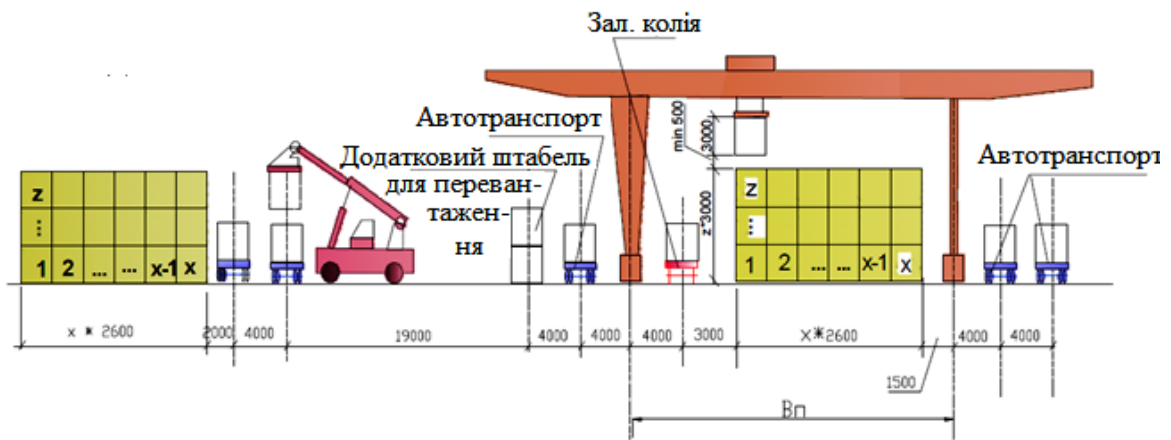 Зал. колія
Автотранспорт
Додатковий штабель
для переван-
тажен-
ня
min 500
3000
Автотранспорт
z
⋮
1 2 ... ... x-1 x
z*3000
z
...
1 2 ... ... x-1 x
x * 2600
2000
4000
19000
4000
4000
4000
3000
X*2600
4000
4000
1500
Вп